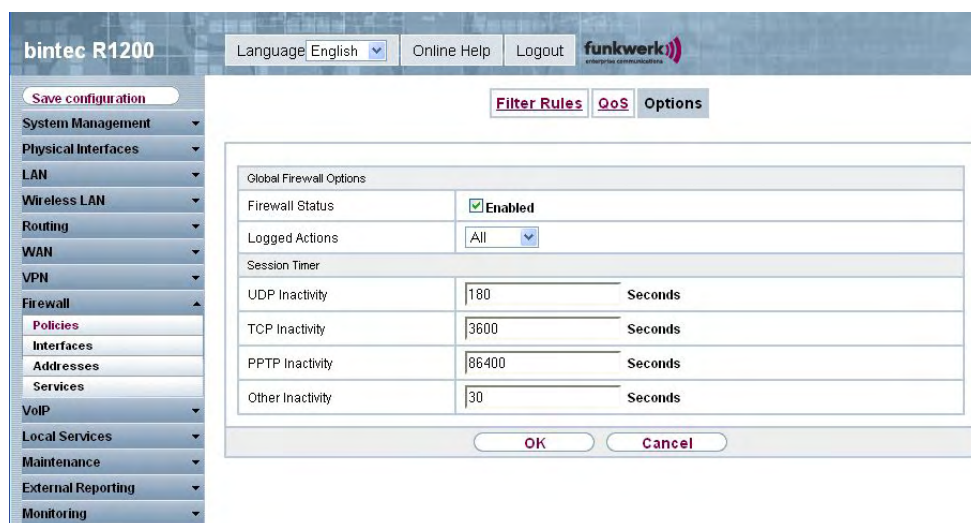 bintec R1200
Language English Online Help Logout funkwerk
enterprise communications
Save configuration
System Management
Physical Interfaces
LAN
Wireless LAN
Routing
WAN
VPN
Firewall
Policies
Interfaces
Addresses
Services
VoIP
Local Services
Maintenance
External Reporting
Monitoring
Filter Rules QoS Options
Global Firewall Options
Firewall Status Enabled
Logged Actions All
Session Timer
UDP Inactivity 180 Seconds
TCP Inactivity 3600 Seconds
PPTP Inactivity 86400 Seconds
Other Inactivity 30 Seconds
OK Cancel